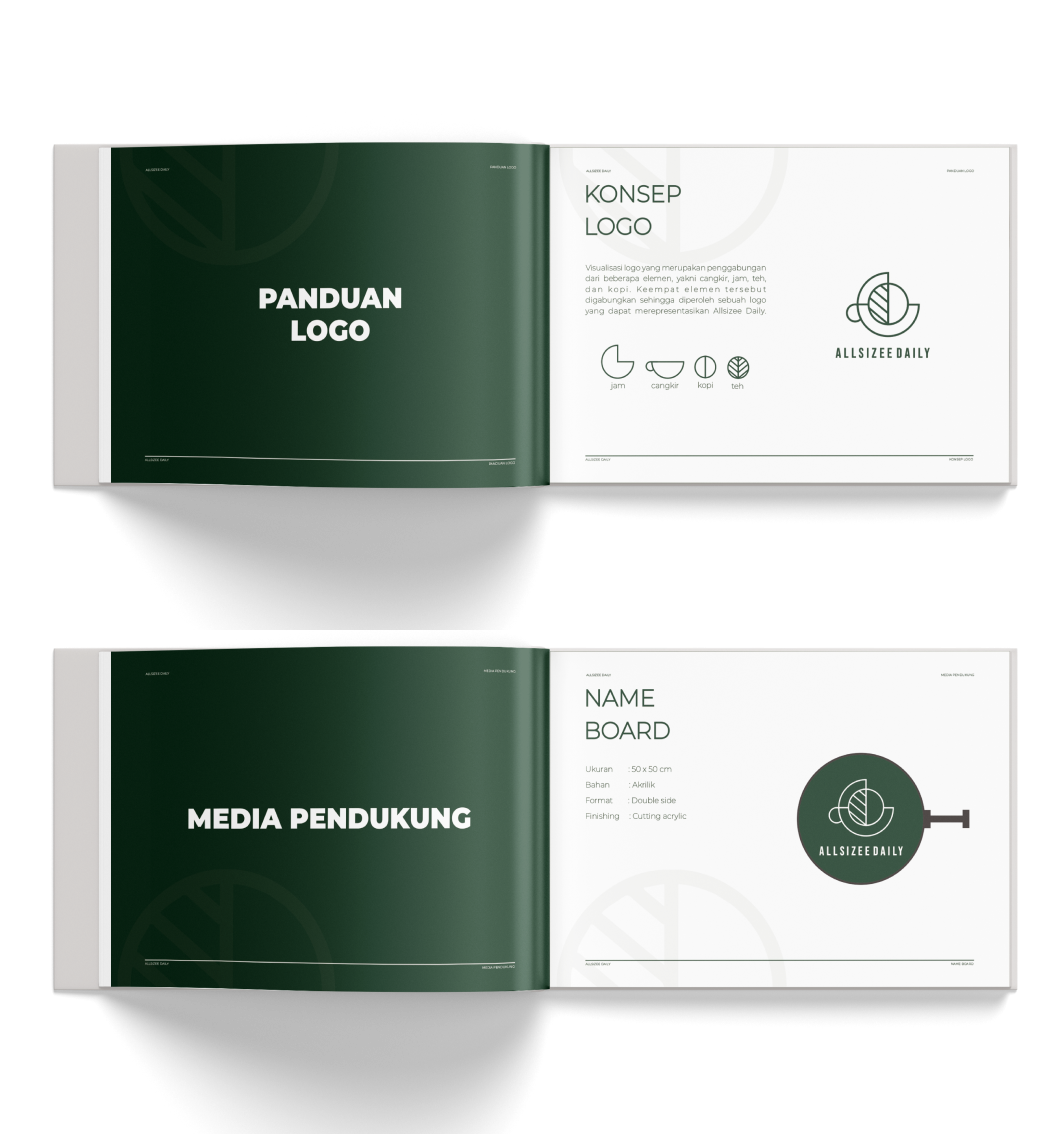 ALLSIZEE DAILY
PANDUAN LOGO
PANDUAN
LOGO
ALLSIZEE DAILY
PANDUAN LOGO
ALLSIZEE DAILY
PANDUAN LOGO
KONSEP
LOGO
Visualisasi logo yang merupakan penggabungan
dari beberapa elemen, yakni cangkir, jam, teh,
dan kopi. Keempat elemen tersebut
digabungkan sehingga diperoleh sebuah logo
yang dapat merepresentasikan Allsizee Daily.
jam cangkir kopi teh
ALLSIZEE DAILY
ALLSIZEE DAILY
KONSEP LOGO
ALLSIZEE DAILY
MEDIA PENDUKUNG
MEDIA PENDUKUNG
ALLSIZEE DAILY
MEDIA PENDUKUNG
ALLSIZEE DAILY
MEDIA PENDUKUNG
NAME
BOARD
Ukuran : 50 x 50 cm
Bahan : Akrilik
Format : Double side
Finishing : Cutting acrylic
ALLSIZEE DAILY
ALLSIZEE DAILY
NAME BOARD